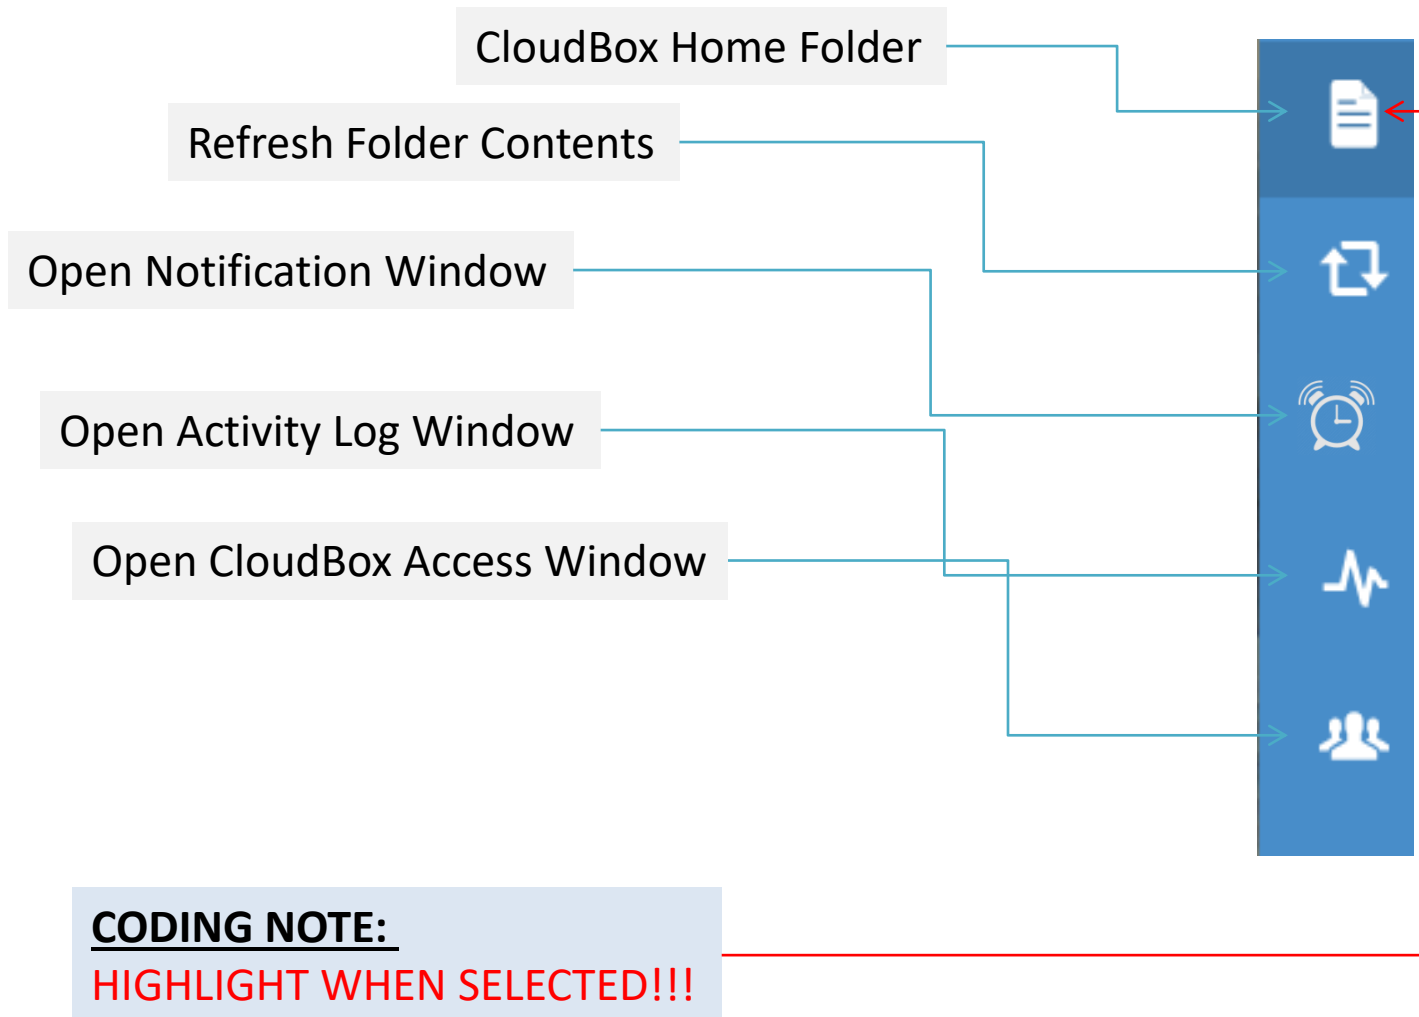 CloudBox Home Folder
Refresh Folder Contents
Open Notification Window
Open Activity Log Window
Open CloudBox Access Window
CODING NOTE:
HIGHLIGHT WHEN SELECTED!!!